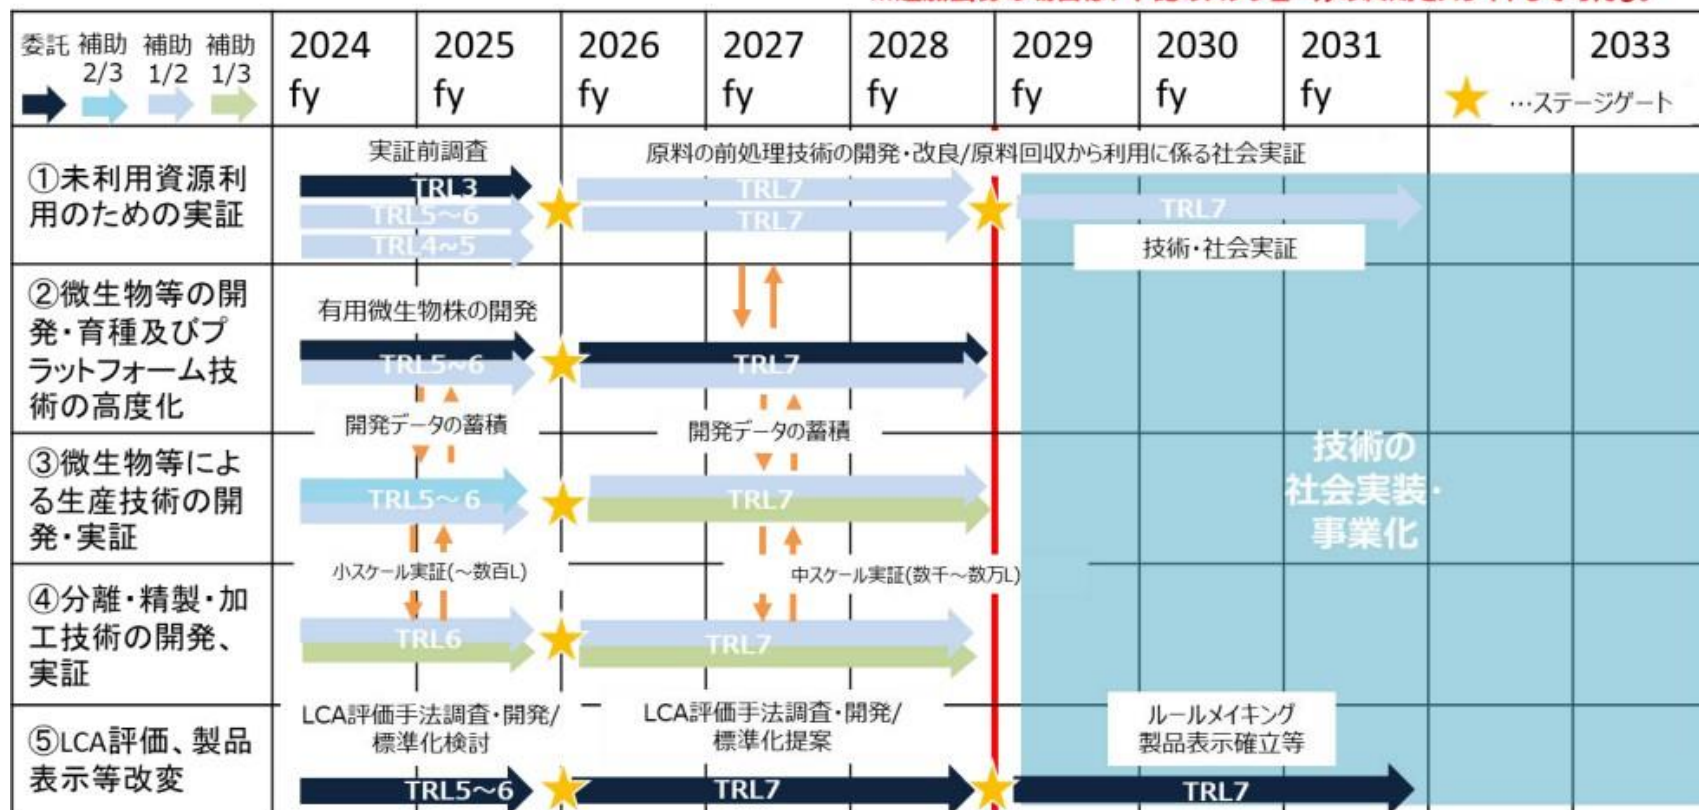 委託 補助 補助 補助
2/3 1/2 1/3
2024 fy
2025 fy
2026 fy
2027 fy
2028 fy
2029 fy
2030 fy
2031 fy
2033
…ステージゲート
①未利用資源利
用のための実証
実証前調査
TRL3
TRL5～6
TRL4~5
原料の前処理技術の開発・改良/原料回収から利用に係る社会実証
TRL7
TRL7
TRL7
技術・社会実証
②微生物等の開
発・育種及びプ
ラットフォーム技
術の高度化
有用微生物株の開発
TRL5~6
TRL7
開発データの蓄積
開発データの蓄積
③微生物等によ
る生産技術の開
発・実証
TRL5～6
TRL7
技術の
社会実装・
事業化
小スケール実証(～数百L)
中スケール実証(数千～数万L)
④分離・精製・加
工技術の開発、
実証
TRL6
TRL7
⑤LCA評価、製品
表示等改変
LCA評価手法調査・開発/
標準化検討
TRL5~6
LCA評価手法調査・開発/
標準化提案
TRL7
ルールメイキング
製品表示確立等
TRL7